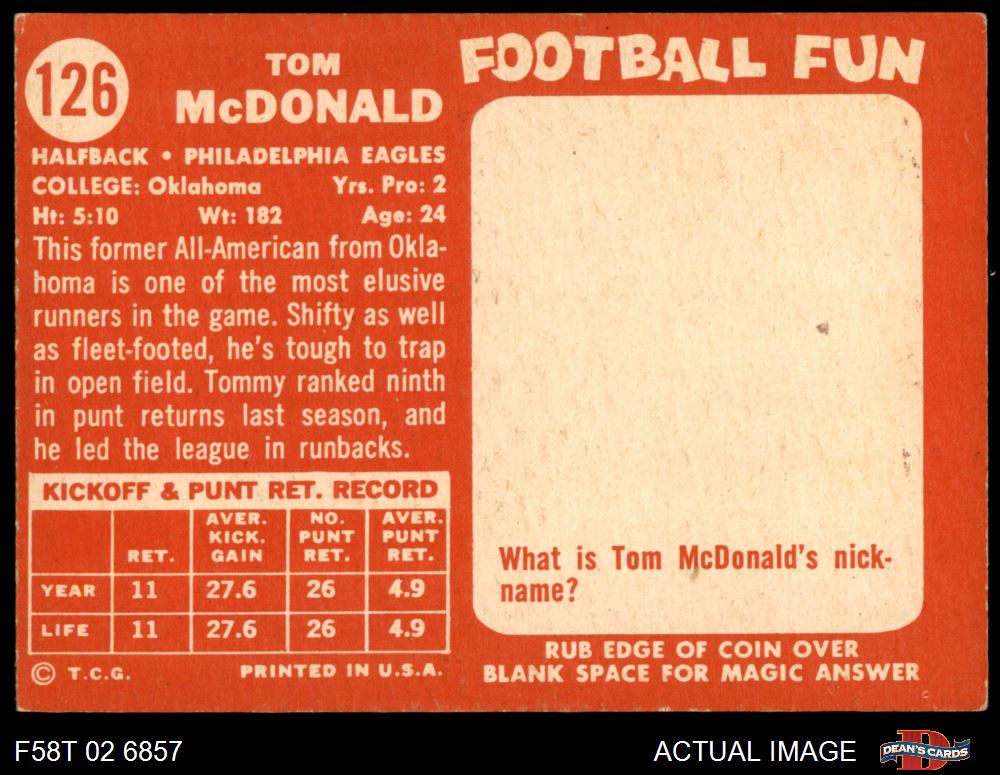 126
TOM
McDONALD
HALFBACK • PHILADELPHIA EAGLES
COLLEGE: Oklahoma Yrs. Pro: 2
Ht: 5:10 Wt: 182 Age: 24
This former All-American from Okla-
homa is one of the most elusive
runners in the game. Shifty as well
as fleet-footed, he's tough to trap
in open field. Tommy ranked ninth
in punt returns last season, and
he led the league in runbacks.
KICKOFF & PUNT RET. RECORD
RET. AVER. KICK. GAIN NO. PUNT RET. AVER. PUNT RET.
YEAR 11 27.6 26 4.9
LIFE 11 27.6 26 4.9
© T.C.G. PRINTED IN U.S.A.
FOOTBALL FUN
What is Tom McDonald's nick-
name?
RUB EDGE OF COIN OVER
BLANK SPACE FOR MAGIC ANSWER
F58T 02 6857
ACTUAL IMAGE
D
DEAN'S CARDS